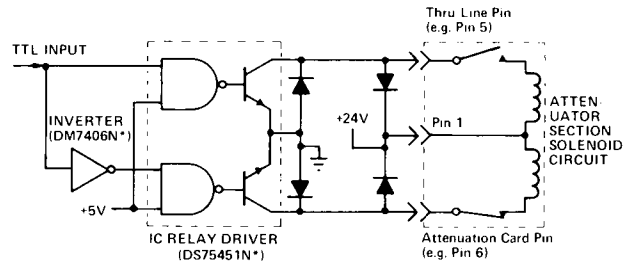 Thru Line Pin
(e.g. Pin 5)
TTL INPUT
INVERTER
(DM7406N*)
+24V
Pin 1
ATTEN-
UATOR
SECTION
SOLENOID
CIRCUIT
+5V
IC RELAY DRIVER
(DS75451N*)
Attenuation Card Pin
(e.g. Pin 6)